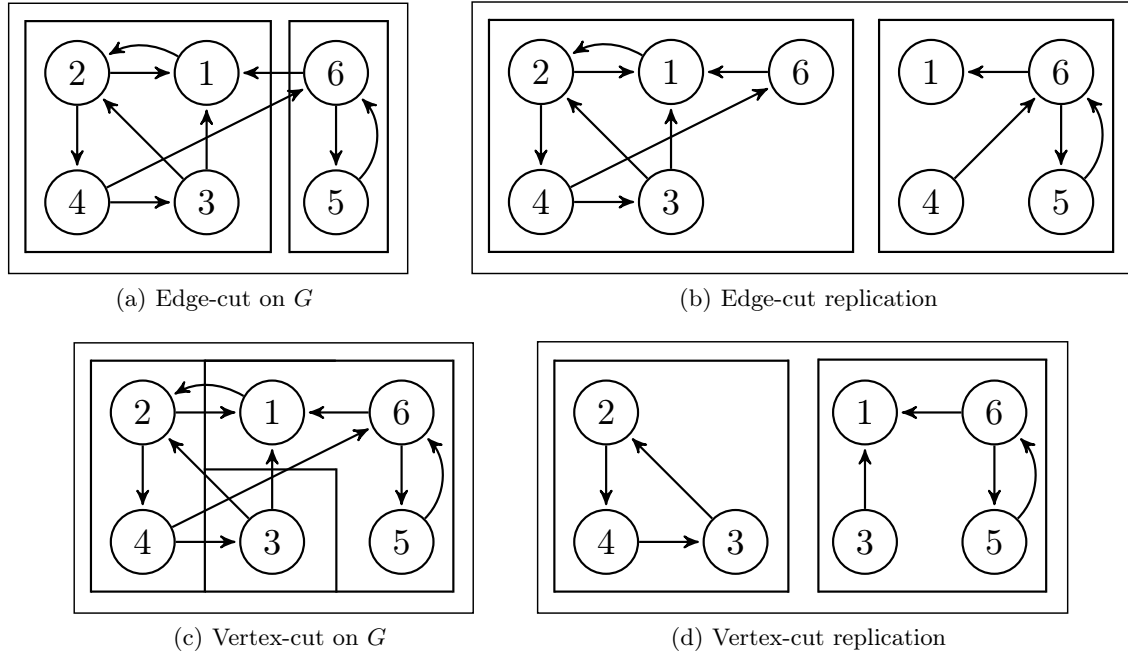 2 1 6
4 3 5
(a) Edge-cut on G
2 1 6
4 3
1 6
4 5
(b) Edge-cut replication
2 1 6
4 3 5
(c) Vertex-cut on G
2
4 3
1 6
3 5
(d) Vertex-cut replication